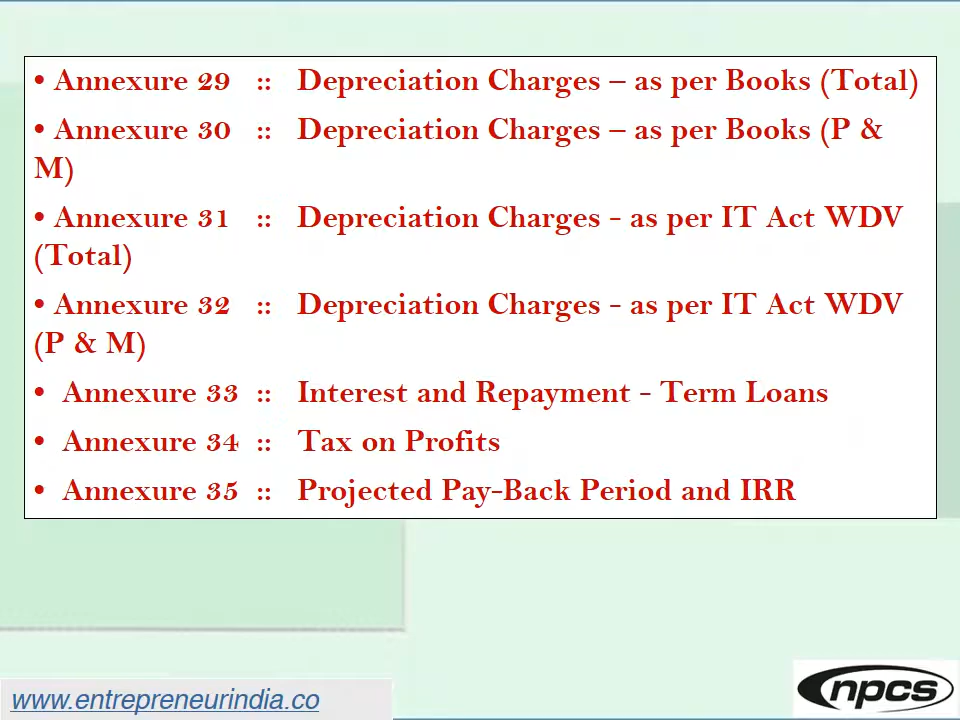 • Annexure 29 :: Depreciation Charges – as per Books (Total)
• Annexure 30 :: Depreciation Charges – as per Books (P &
M)
• Annexure 31 :: Depreciation Charges - as per IT Act WDV
(Total)
• Annexure 32 :: Depreciation Charges - as per IT Act WDV
(P & M)
• Annexure 33 :: Interest and Repayment - Term Loans
• Annexure 34 :: Tax on Profits
• Annexure 35 :: Projected Pay-Back Period and IRR
www.entrepreneurindia.co
npcs